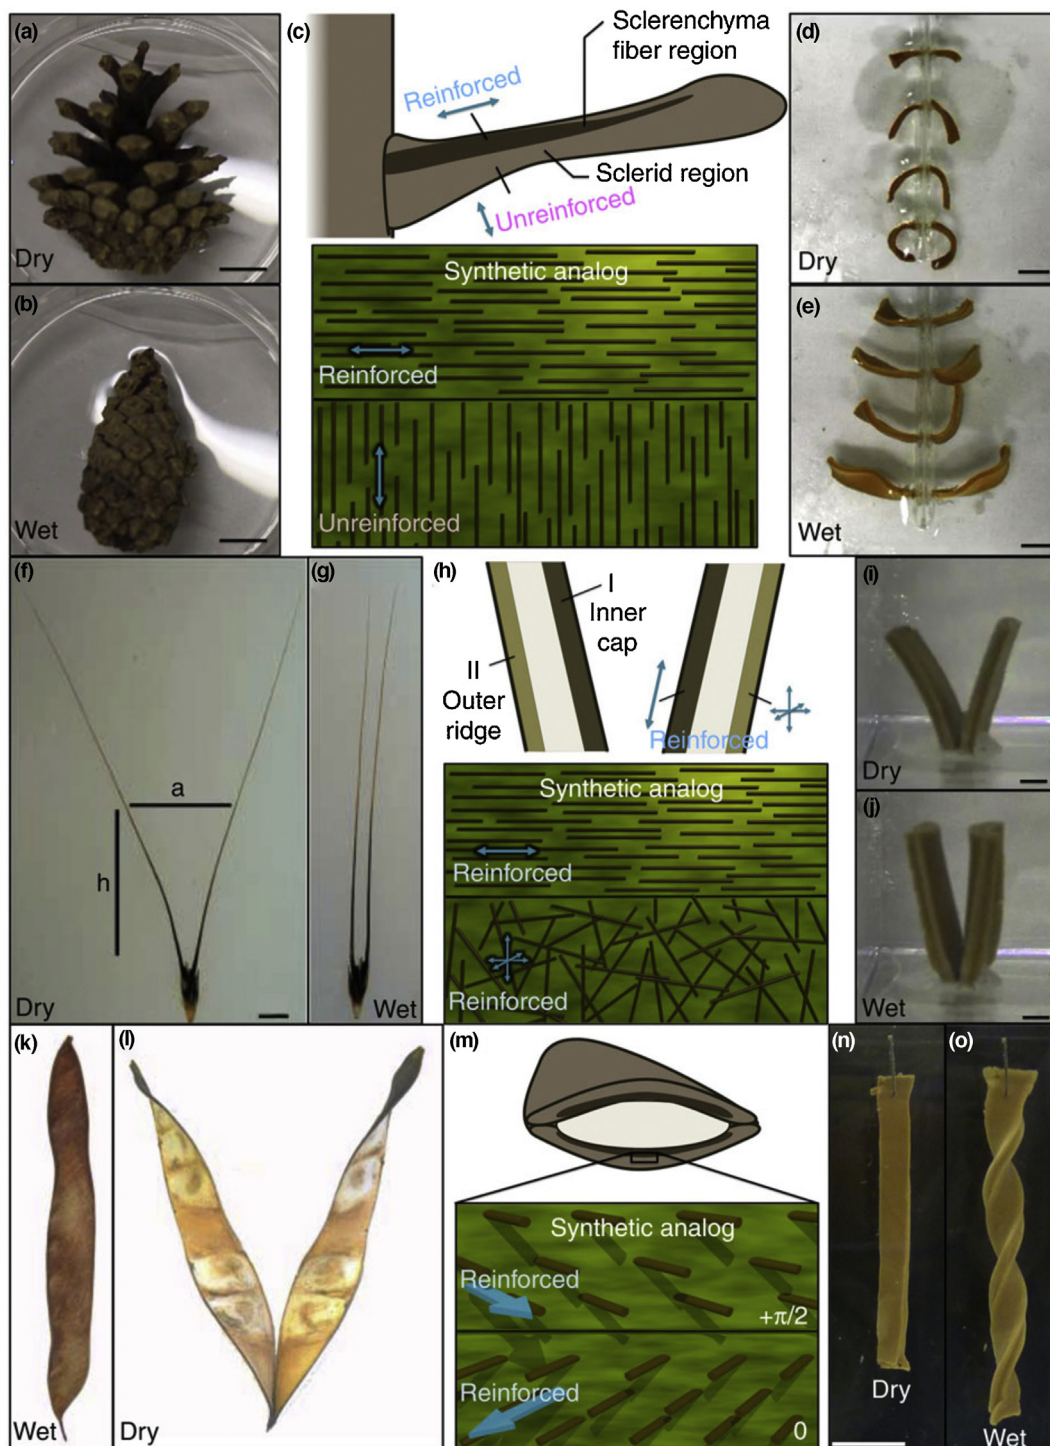 (a)
Dry
(b)
Wet
(c)
Sclerenchyma
fiber region
Reinforced
Sclerid region
Unreinforced
Synthetic analog
Reinforced
Unreinforced
(d)
Dry
(e)
Wet
(f)
a
h
Dry
(g)
Wet
(h)
I
Inner
cap
II
Outer
ridge
Reinforced
Synthetic analog
Reinforced
Reinforced
(i)
Dry
(j)
Wet
(k)
Wet
(l)
Dry
(m)
Synthetic analog
Reinforced
+π/2
Reinforced
0
(n)
Dry
(o)
Wet